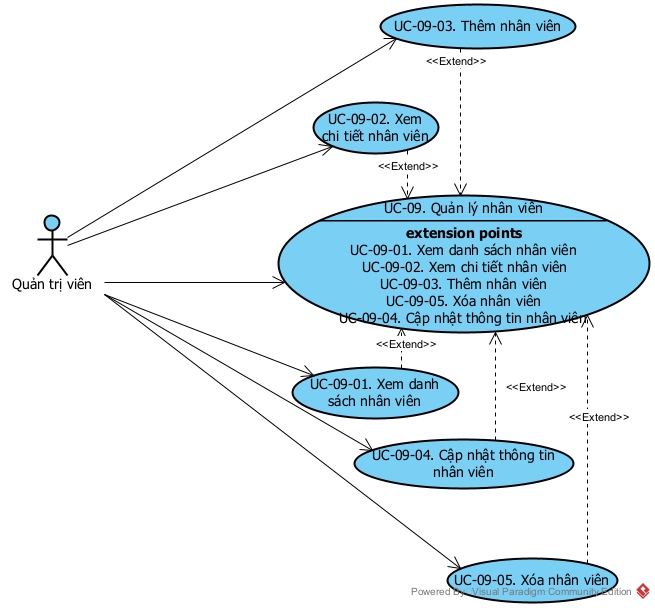 UC-09-03. Thêm nhân viên
<<Extend>>
UC-09-02. Xem
chi tiết nhân viên
<<Extend>>
UC-09. Quản lý nhân viên
extension points
UC-09-01. Xem danh sách nhân viên
UC-09-02. Xem chi tiết nhân viên
UC-09-03. Thêm nhân viên
UC-09-05. Xóa nhân viên
UC-09-04. Cập nhật thông tin nhân viên
Quản trị viên
<<Extend>>
UC-09-01. Xem danh
sách nhân viên
<<Extend>>
<<Extend>>
UC-09-04. Cập nhật thông tin
nhân viên
UC-09-05. Xóa nhân viên
Powered By Visual Paradigm Community Edition